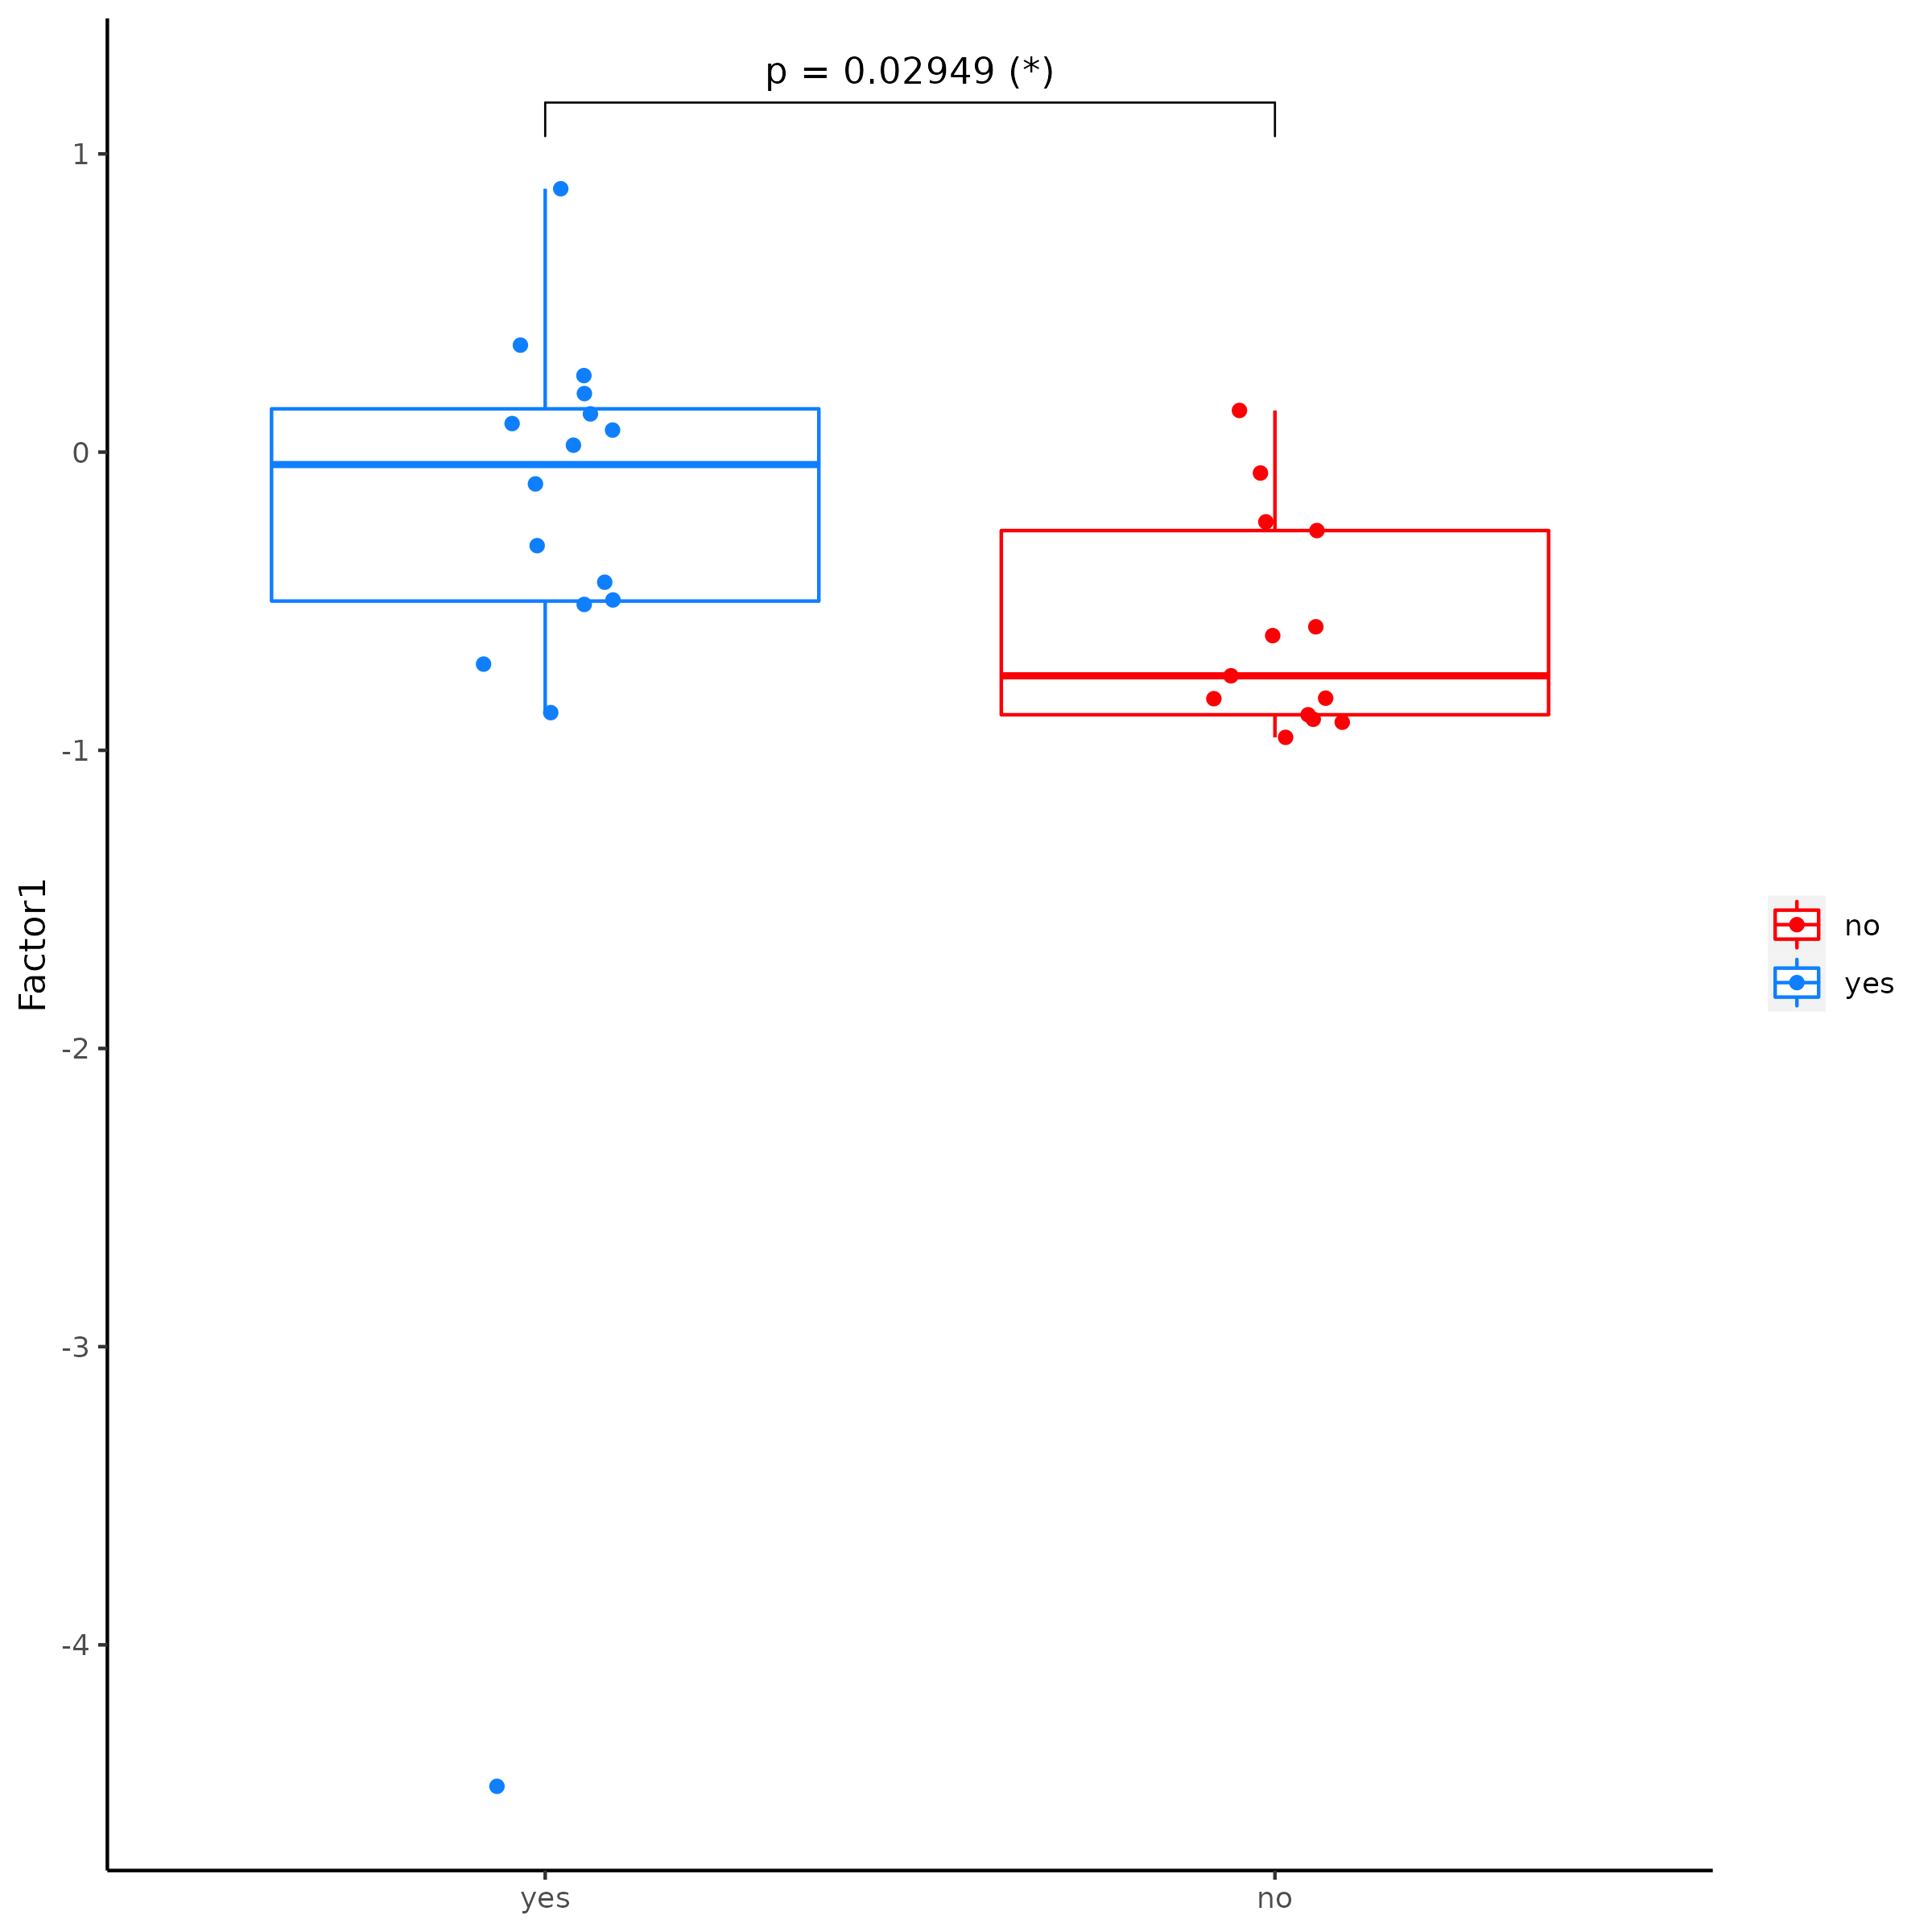 p = 0.02949 (*)
1
0
-1
-2
-3
-4
Factor1
yes
no
no
yes